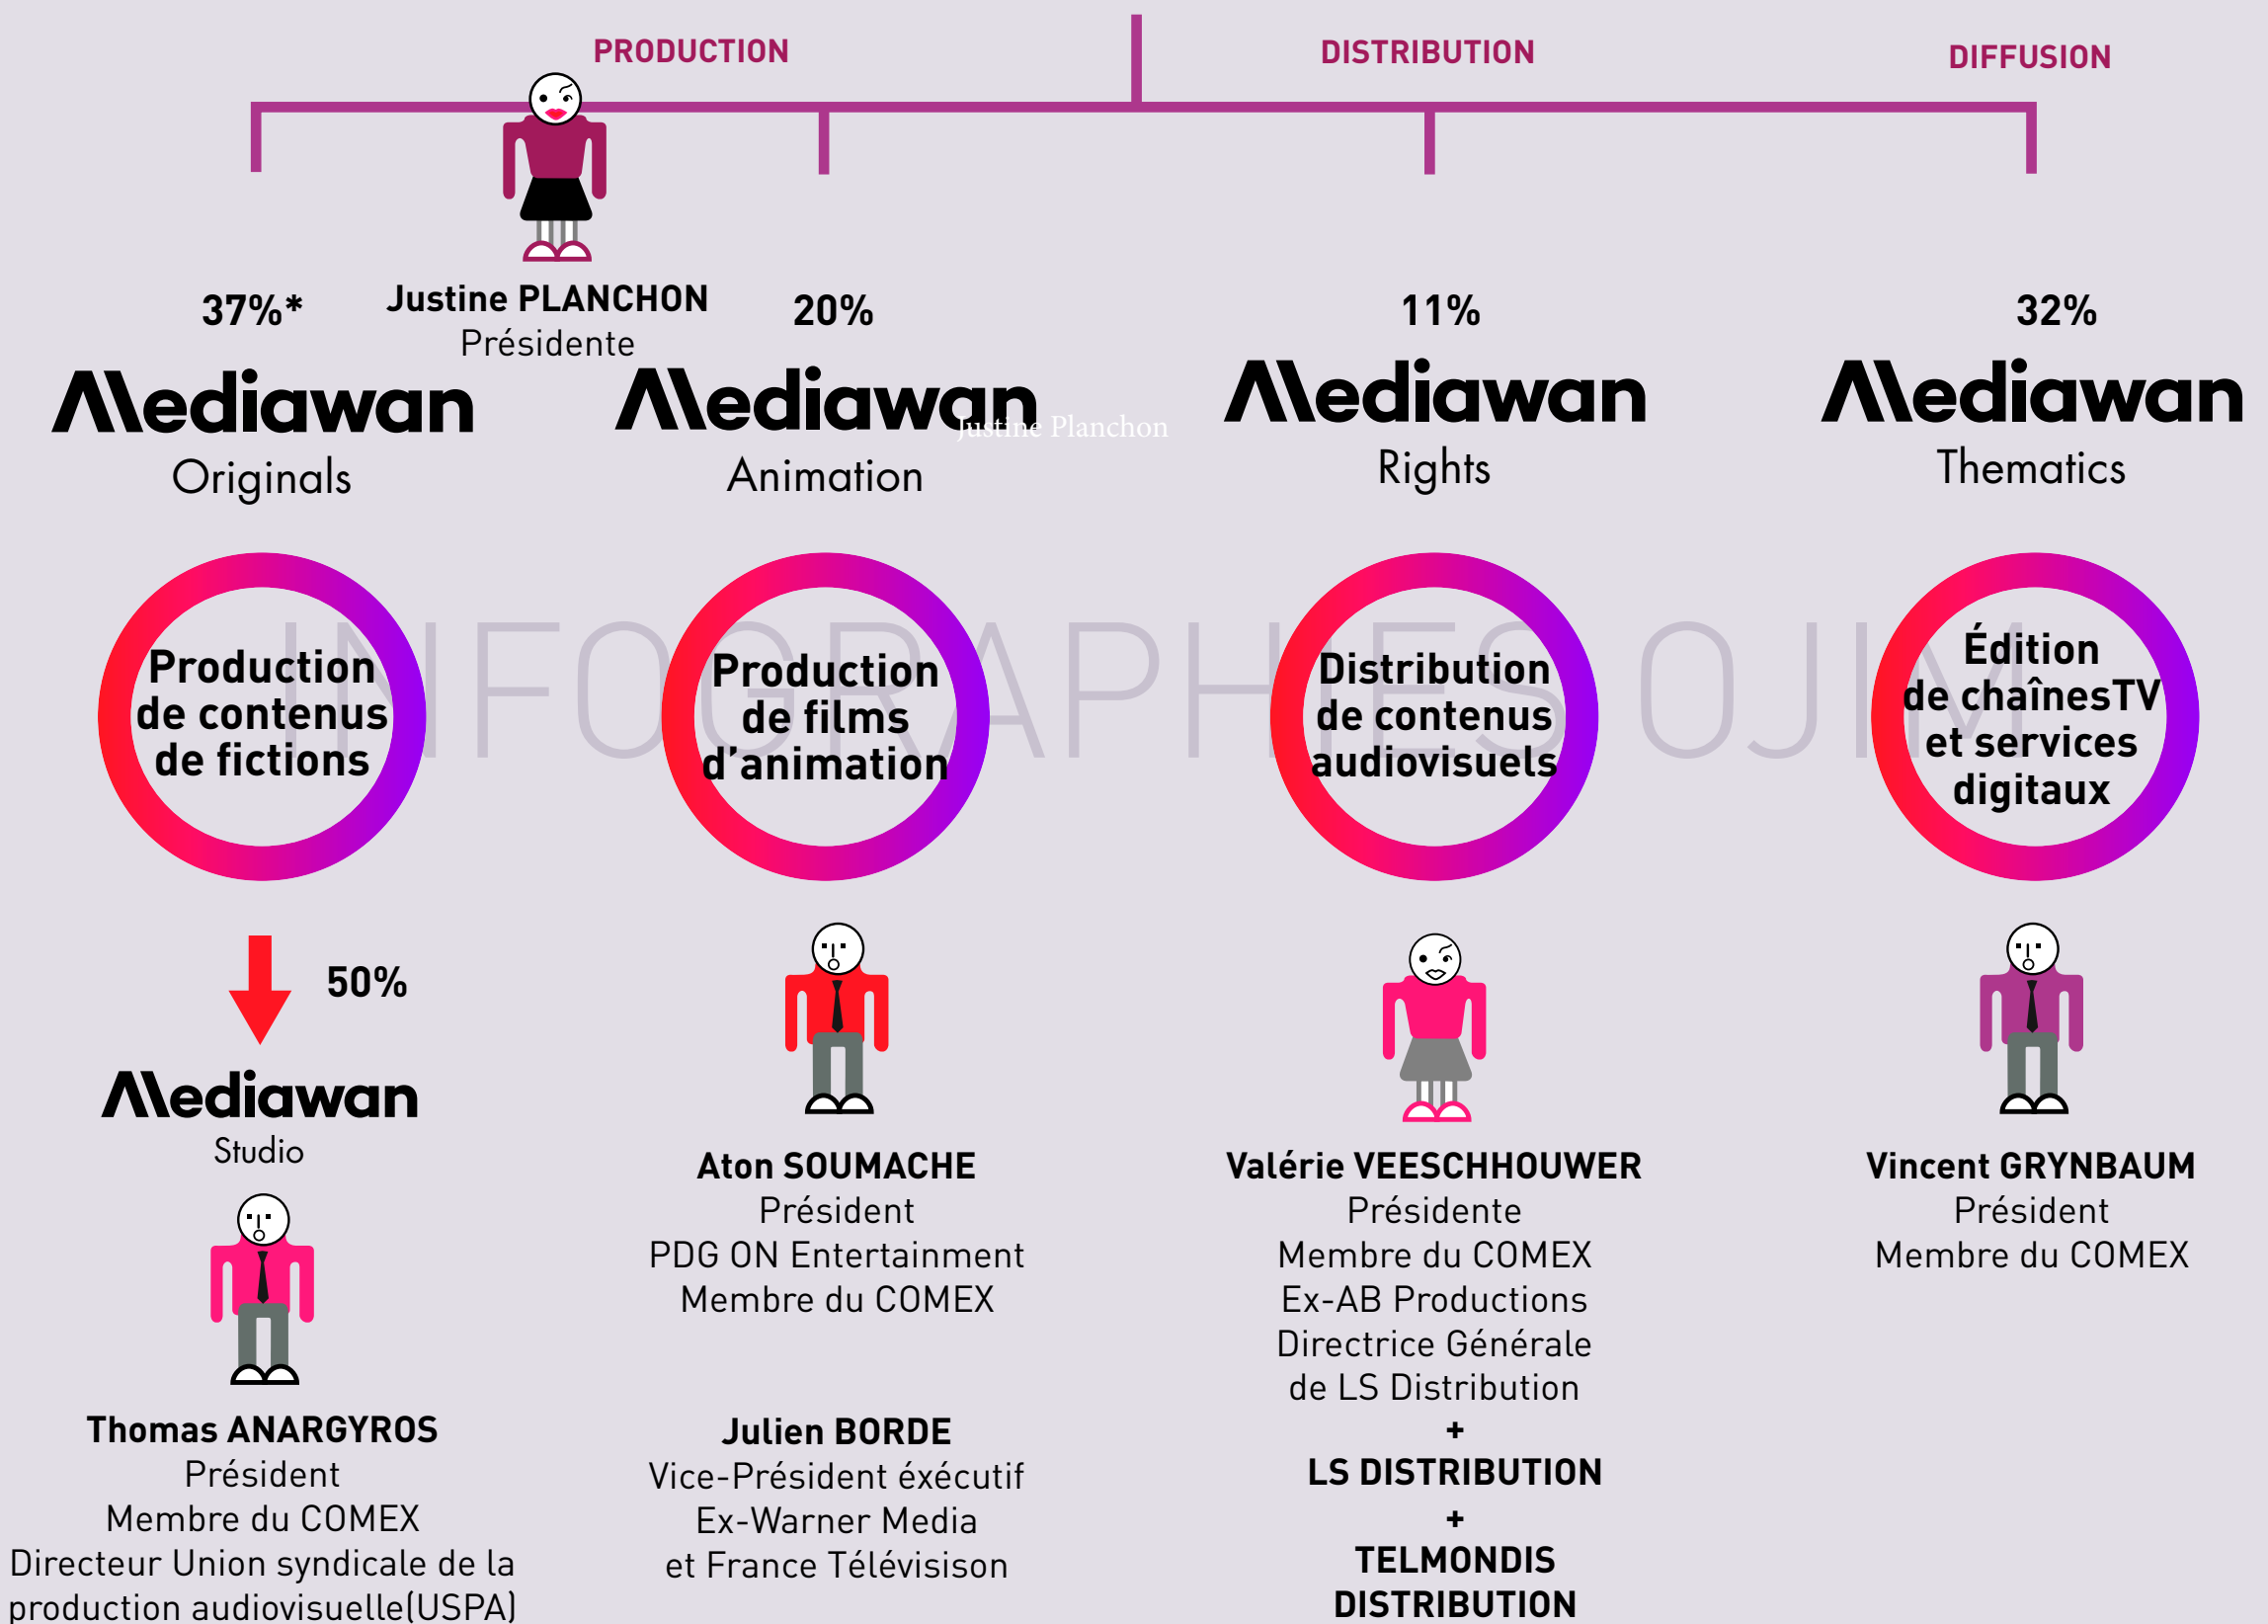 PRODUCTION
DISTRIBUTION
DIFFUSION
Justine PLANCHON
Présidente
37%*
Mediawan
Originals
20%
Mediawan
Justine Planchon
Animation
11%
Mediawan
Rights
32%
Mediawan
Thematics
INFOGRAPHIES OJIM
Production
de contenus
de fictions
Production
de films
d’animation
Distribution
de contenus
audiovisuels
Édition
de chaînesTV
et services
digitaux
50%
Mediawan
Studio
Thomas ANARGYROS
Président
Membre du COMEX
Directeur Union syndicale de la
production audiovisuelle(USPA)
Aton SOUMACHE
Président
PDG ON Entertainment
Membre du COMEX
Julien BORDE
Vice-Président éxécutif
Ex-Warner Media
et France Télévisison
Valérie VEESCHHOUWER
Présidente
Membre du COMEX
Ex-AB Productions
Directrice Générale
de LS Distribution
+
LS DISTRIBUTION
+
TELMONDIS
DISTRIBUTION
Vincent GRYNBAUM
Président
Membre du COMEX